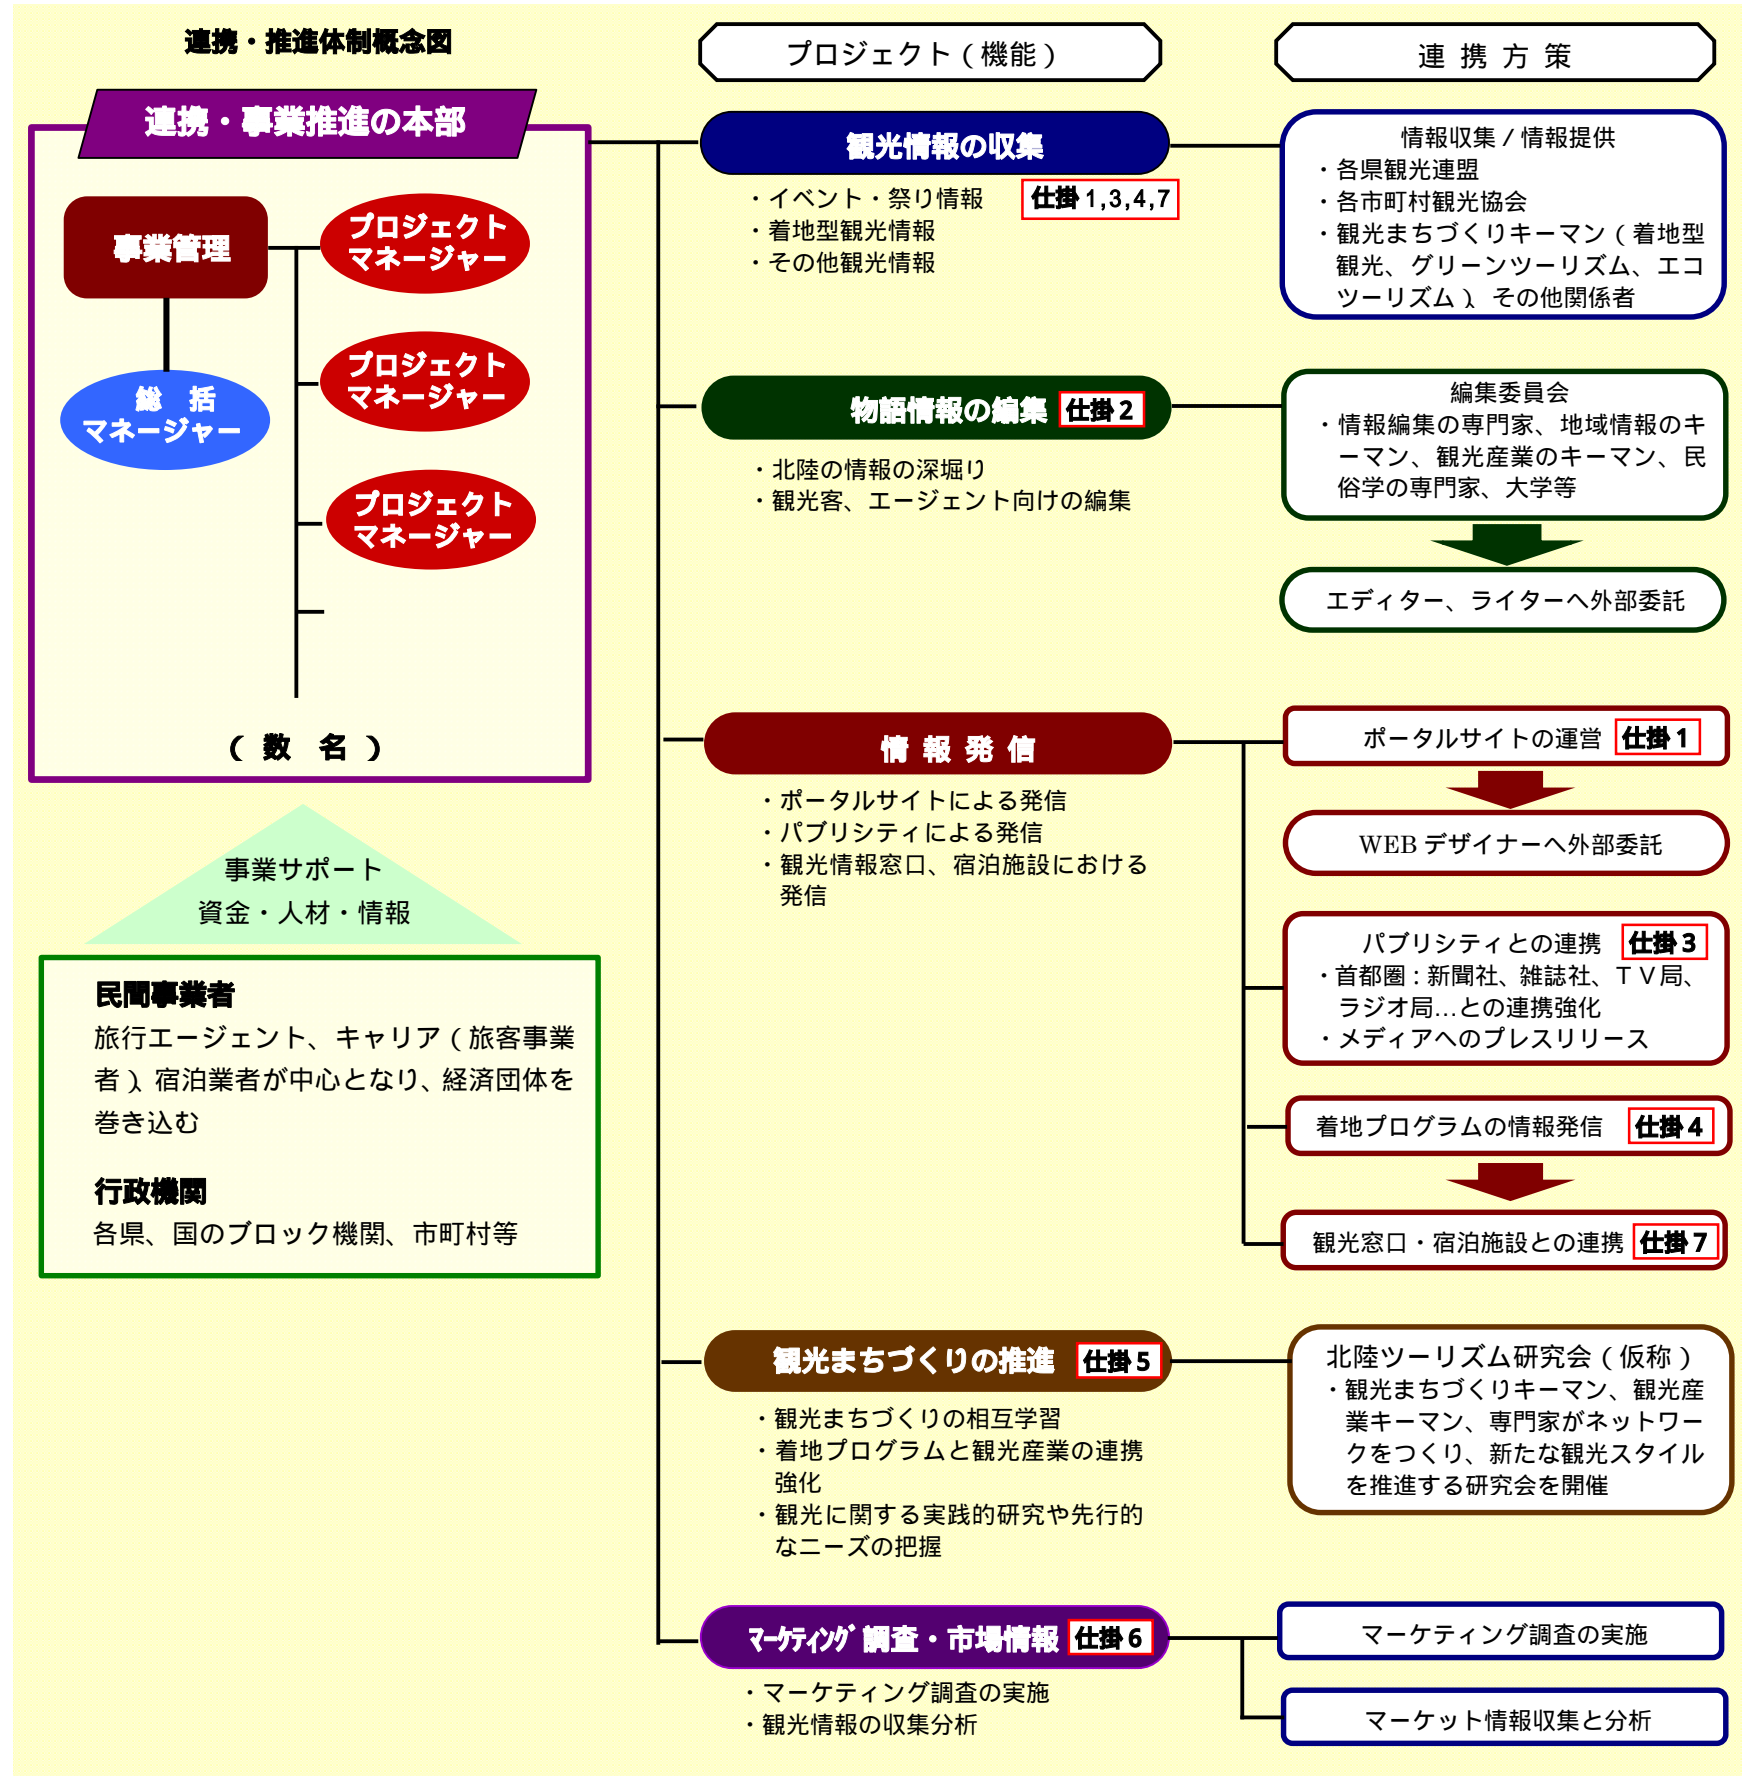 連携・推進体制概念図
連携・事業推進の本部
事業管理
プロジェクト
マネージャー
総　括
マネージャー
プロジェクト
マネージャー
プロジェクト
マネージャー
（ 数　名 ）
事業サポート
資金・人材・情報
民間事業者
旅行エージェント、キャリア（旅客事業
者）、宿泊業者が中心となり、経済団体を
巻き込む
行政機関
各県、国のブロック機関、市町村等
プロジェクト（機能）
観光情報の収集
・イベント・祭り情報　仕掛 1,3,4,7
・着地型観光情報
・その他観光情報
物語情報の編集　仕掛 2
・北陸の情報の深堀り
・観光客、エージェント向けの編集
情 報 発 信
・ポータルサイトによる発信
・パブリシティによる発信
・観光情報窓口、宿泊施設における
発信
観光まちづくりの推進　仕掛 5
・観光まちづくりの相互学習
・着地プログラムと観光産業の連携
強化
・観光に関する実践的研究や先行的
なニーズの把握
ﾏｰｹﾃｨﾝｸﾞ調査・市場情報　仕掛 6
・マーケティング調査の実施
・観光情報の収集分析
連 携 方 策
情報収集 / 情報提供
・各県観光連盟
・各市町村観光協会
・観光まちづくりキーマン（着地型
観光、グリーンツーリズム、エコ
ツーリズム）、その他関係者
編集委員会
・情報編集の専門家、地域情報のキ
ーマン、観光産業のキーマン、民
俗学の専門家、大学等
エディター、ライターへ外部委託
ポータルサイトの運営　仕掛 1
WEB デザイナーへ外部委託
パブリシティとの連携　仕掛 3
・首都圏：新聞社、雑誌社、ＴＶ局、
ラジオ局…との連携強化
・メディアへのプレスリリース
着地プログラムの情報発信　仕掛 4
観光窓口・宿泊施設との連携　仕掛 7
北陸ツーリズム研究会（仮称）
・観光まちづくりキーマン、観光産
業キーマン、専門家がネットワー
クをつくり、新たな観光スタイル
を推進する研究会を開催
マーケティング調査の実施
マーケット情報収集と分析